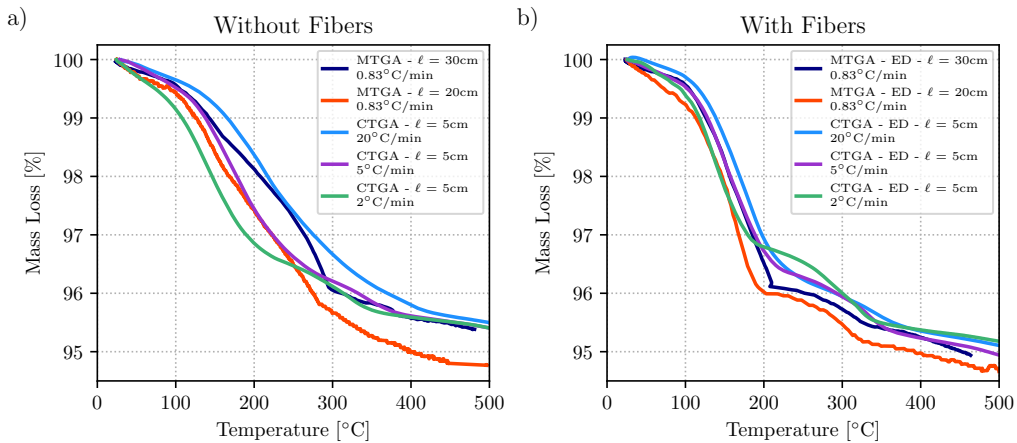 a)
Without Fibers
MTGA - ℓ = 30cm
0.83°C/min
MTGA - ℓ = 20cm
0.83°C/min
CTGA - ℓ = 5cm
20°C/min
CTGA - ℓ = 5cm
5°C/min
CTGA - ℓ = 5cm
2°C/min
100
99
98
97
96
95
Mass Loss [%]
0 100 200 300 400 500
Temperature [°C]
b)
With Fibers
MTGA - ED - ℓ = 30cm
0.83°C/min
MTGA - ED - ℓ = 20cm
0.83°C/min
CTGA - ED - ℓ = 5cm
20°C/min
CTGA - ED - ℓ = 5cm
5°C/min
CTGA - ED - ℓ = 5cm
2°C/min
100
99
98
97
96
95
Mass Loss [%]
0 100 200 300 400 500
Temperature [°C]